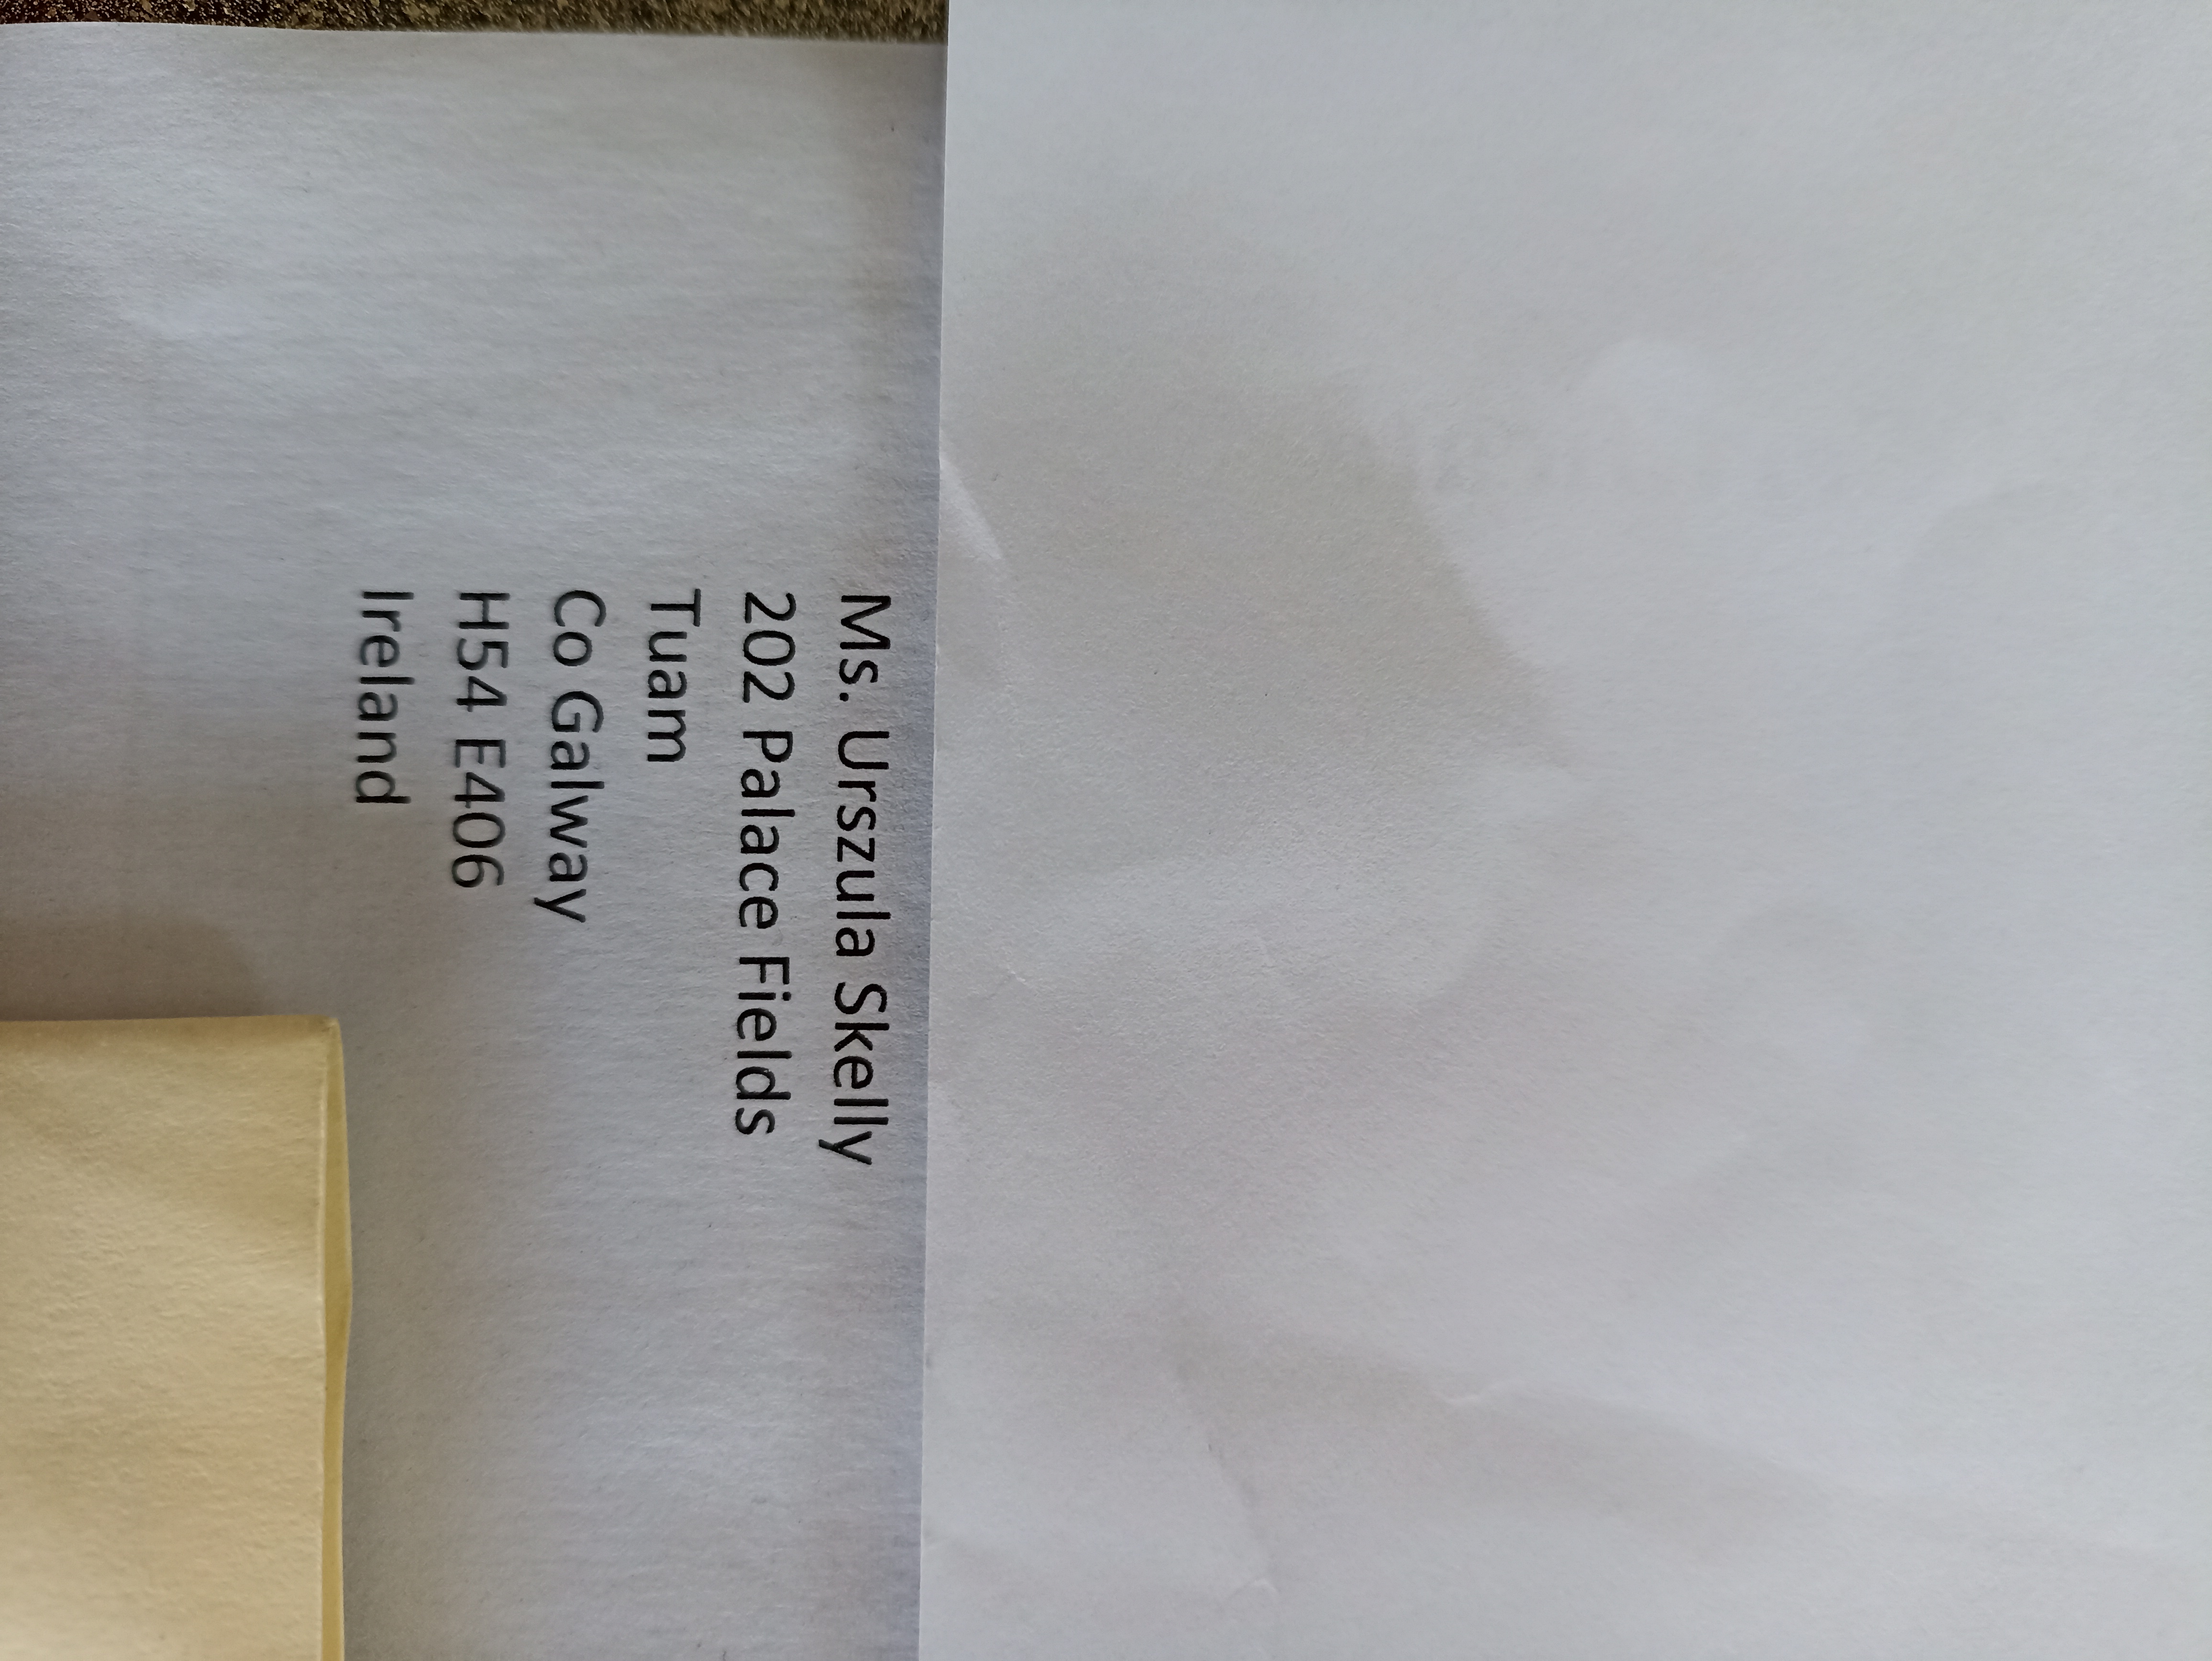 Ms. Urszula Skelly
202 Palace Fields
Tuam
Co Galway
H54 E406
Ireland